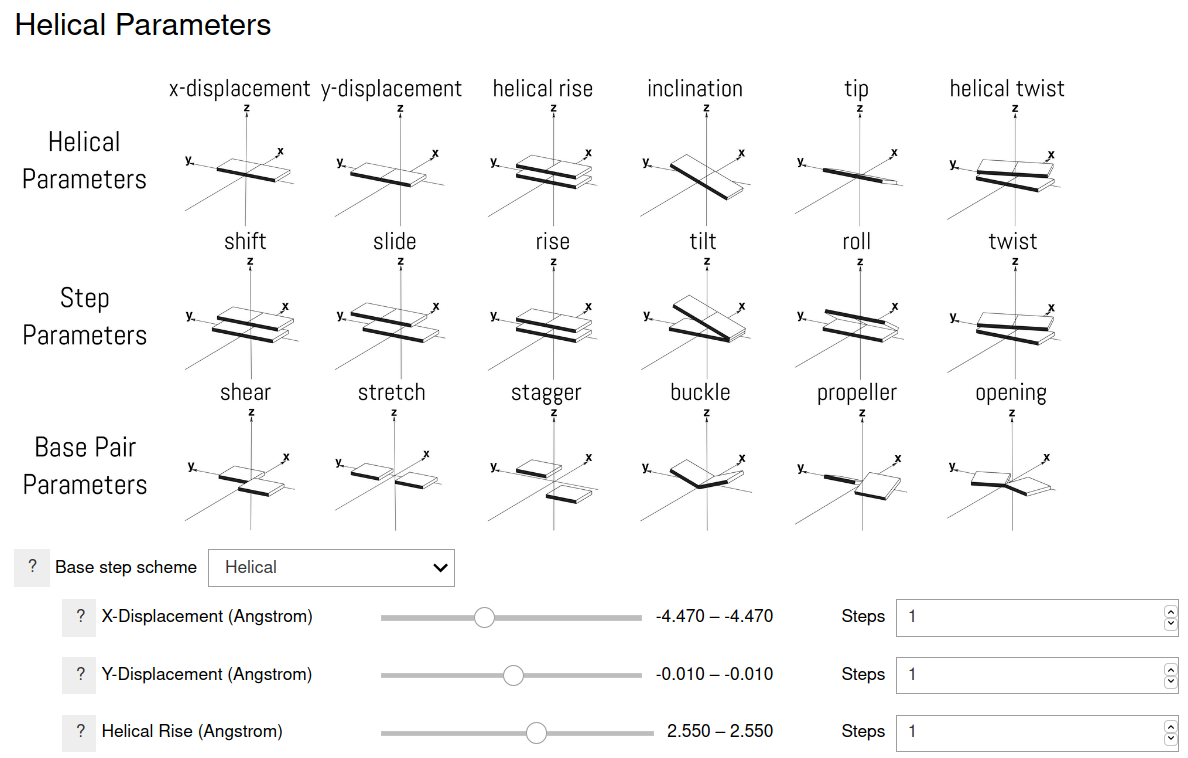 Helical Parameters
x-displacement y-displacement helical rise inclination tip helical twist
z z z z z z
Helical
Parameters
y x y x y x y x y x y x
shift slide rise tilt roll twist
z z z z z z
Step
Parameters
y x y x y x y x y x y x
shear stretch stagger buckle propeller opening
z z z z z z
Base Pair
Parameters
y x y x y x y x y x y x
? Base step scheme Helical
? X-Displacement (Angstrom) -4.470 – -4.470 Steps 1
? Y-Displacement (Angstrom) -0.010 – -0.010 Steps 1
? Helical Rise (Angstrom) 2.550 – 2.550 Steps 1